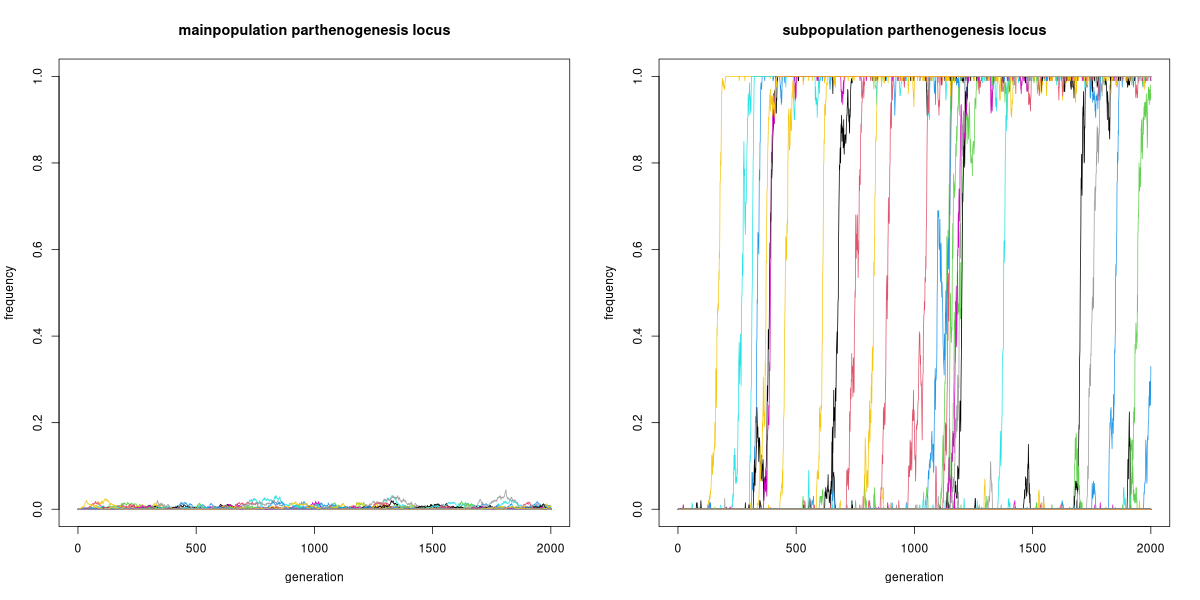 mainpopulation parthenogenesis locus
frequency
0.0 0.2 0.4 0.6 0.8 1.0
0 500 1000 1500 2000
generation
subpopulation parthenogenesis locus
frequency
0.0 0.2 0.4 0.6 0.8 1.0
0 500 1000 1500 2000
generation